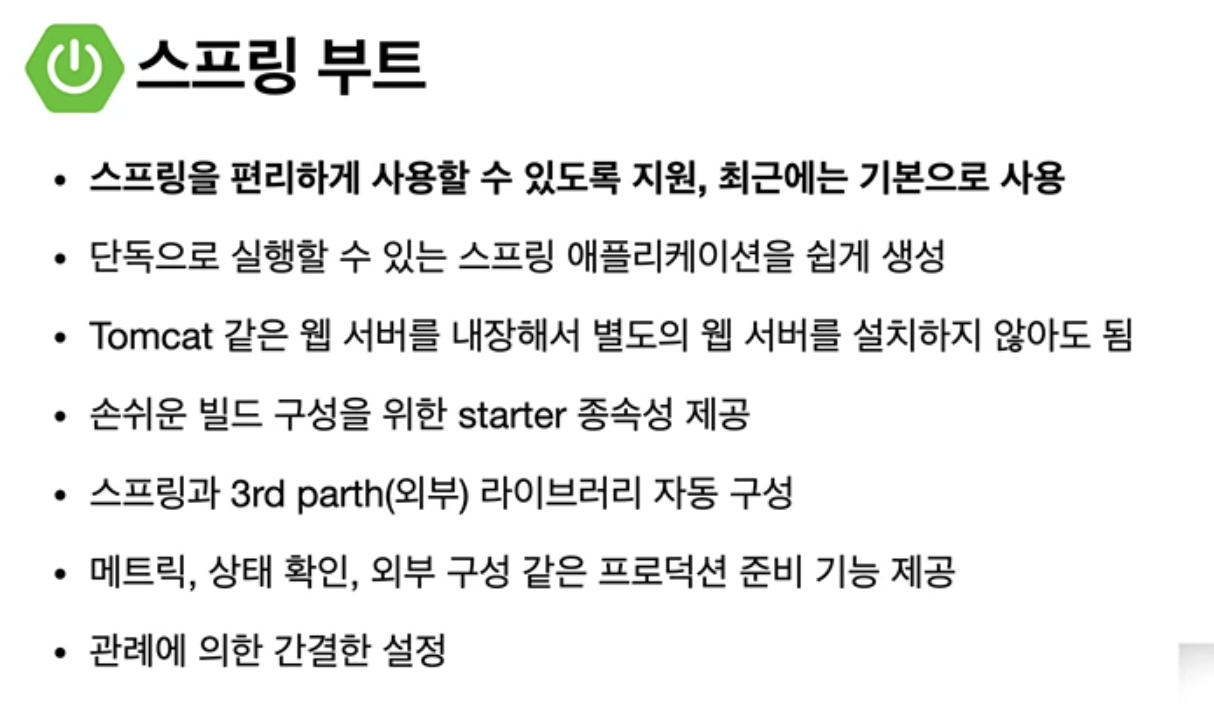 스프링 부트
• 스프링을 편리하게 사용할 수 있도록 지원, 최근에는 기본으로 사용
• 단독으로 실행할 수 있는 스프링 애플리케이션을 쉽게 생성
• Tomcat 같은 웹 서버를 내장해서 별도의 웹 서버를 설치하지 않아도 됨
• 손쉬운 빌드 구성을 위한 starter 종속성 제공
• 스프링과 3rd parth(외부) 라이브러리 자동 구성
• 메트릭, 상태 확인, 외부 구성 같은 프로덕션 준비 기능 제공
• 관례에 의한 간결한 설정